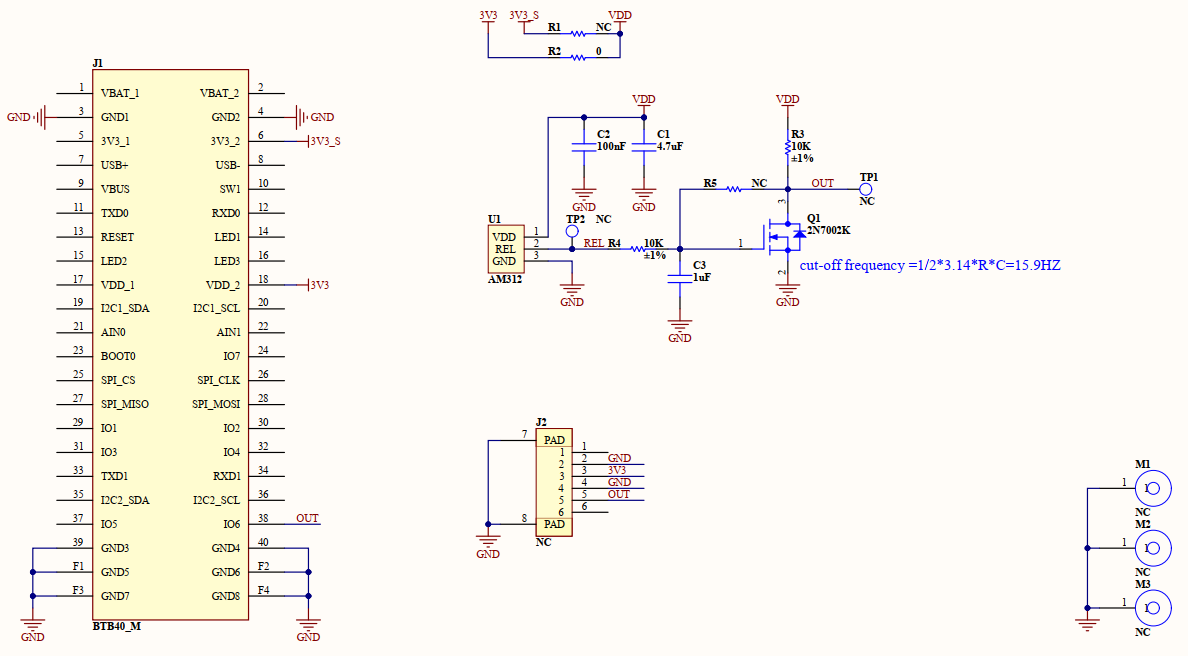 3V3 3V3_S VDD
R1 NC
R2 0
J1
1 VBAT_1 VBAT_2 2
GND 3 GND1 GND2 4 GND
5 3V3_1 3V3_2 6 3V3_S
7 USB+ USB- 8
9 VBUS SW1 10
11 TXD0 RXD0 12
13 RESET LED1 14
15 LED2 LED3 16
17 VDD_1 VDD_2 18 3V3
19 I2C1_SDA I2C1_SCL 20
21 AIN0 AIN1 22
23 BOOT0 IO7 24
25 SPI_CS SPI_CLK 26
27 SPI_MISO SPI_MOSI 28
29 IO1 IO2 30
31 IO3 IO4 32
33 TXD1 RXD1 34
35 I2C2_SDA I2C2_SCL 36
37 IO5 IO6 38 OUT
39 GND3 GND4 40
F1 GND5 GND6 F2
F3 GND7 GND8 F4
BTB40_M
GND GND
VDD VDD
C2 C1 R3
100nF 4.7uF 10K
±1%
R5 NC OUT TP1
NC
GND GND
U1 TP2 NC
3 Q1
2N7002K
VDD 1
REL 2 REL R4 10K 1
±1%
GND 3
AM312
C3
1uF
2
cut-off frequency =1/2*3.14*R*C=15.9HZ
GND GND
GND
J2
7 PAD
1 1
2 2 GND
3 3 3V3
4 4 GND
5 5 OUT
6 6
8 PAD
NC
GND
M1
1 1
NC
M2
1 1
NC
M3
1 1
NC